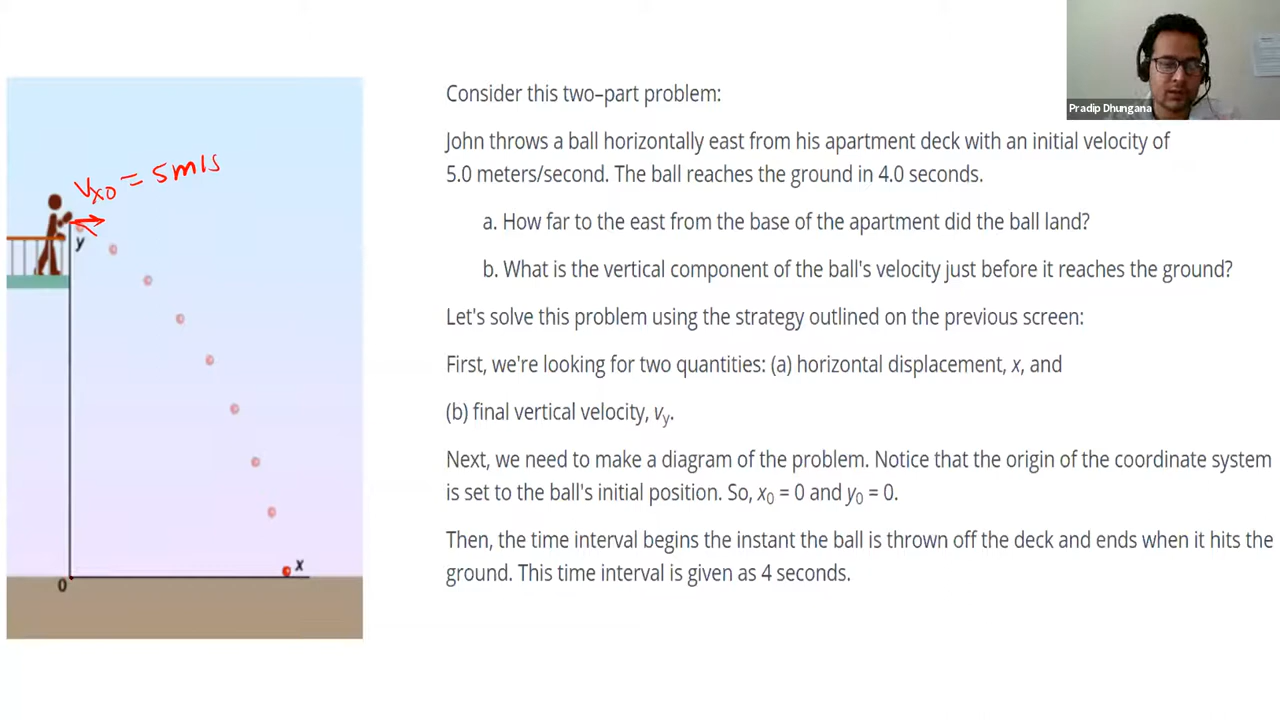 Pradip Dhungana
Consider this two–part problem:
John throws a ball horizontally east from his apartment deck with an initial velocity of
5.0 meters/second. The ball reaches the ground in 4.0 seconds.
a. How far to the east from the base of the apartment did the ball land?
b. What is the vertical component of the ball's velocity just before it reaches the ground?
Let's solve this problem using the strategy outlined on the previous screen:
First, we're looking for two quantities: (a) horizontal displacement, x, and
(b) final vertical velocity, vy.
Next, we need to make a diagram of the problem. Notice that the origin of the coordinate system
is set to the ball's initial position. So, x0 = 0 and y0 = 0.
Then, the time interval begins the instant the ball is thrown off the deck and ends when it hits the
ground. This time interval is given as 4 seconds.
vx0 = 5m/s
y
x
0